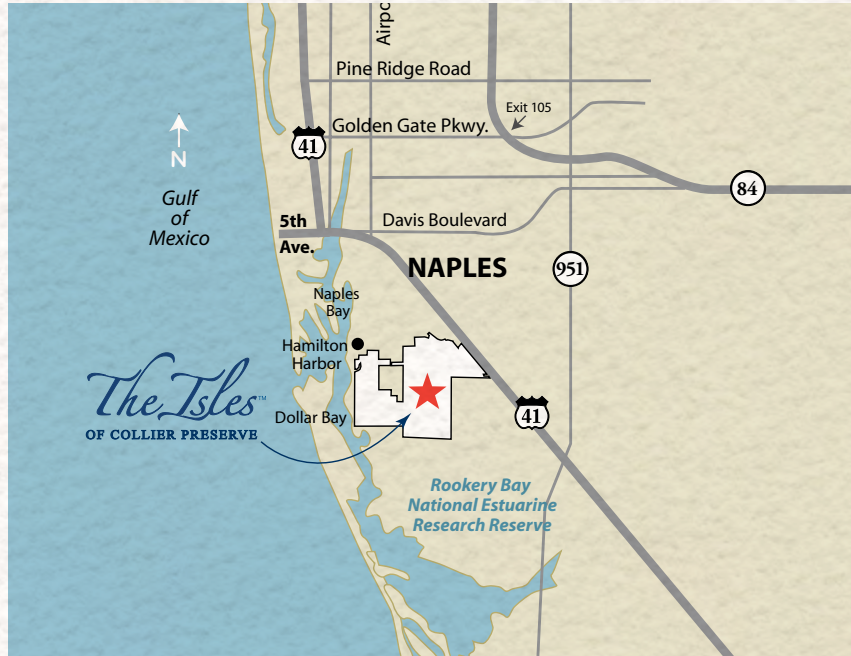 Airpo
Pine Ridge Road
Exit 105
Golden Gate Pkwy.
41
N
84
Gulf
of
Mexico
5th
Ave.
Davis Boulevard
NAPLES
951
Naples
Bay
Hamilton
Harbor
The Isles™
OF COLLIER PRESERVE
Dollar Bay
41
Rookery Bay
National Estuarine
Research Reserve